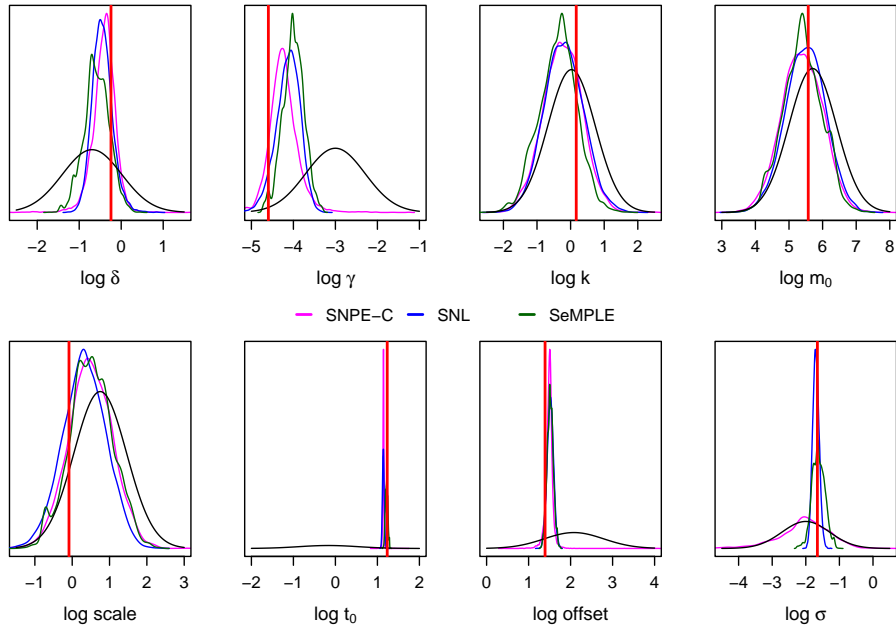 −2 −1 0 1
log δ
−5 −4 −3 −2 −1
log γ
−2 −1 0 1 2
log k
3 4 5 6 7 8
log m₀
SNPE−C SNL SeMPLE
−1 0 1 2 3
log scale
−2 −1 0 1 2
log t₀
0 1 2 3 4
log offset
−4 −3 −2 −1 0
log σ